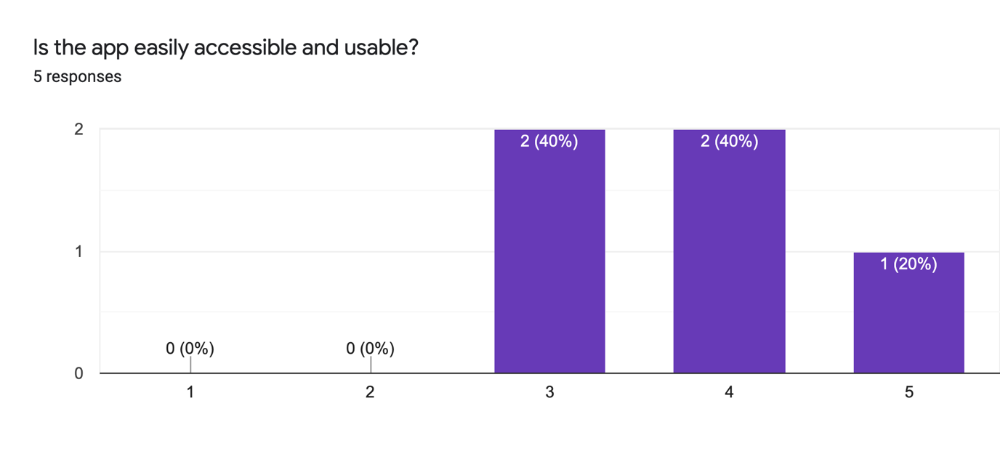 Is the app easily accessible and usable?
5 responses
2
2 (40%) 2 (40%)
1
1 (20%)
0 (0%) 0 (0%)
0
1 2 3 4 5